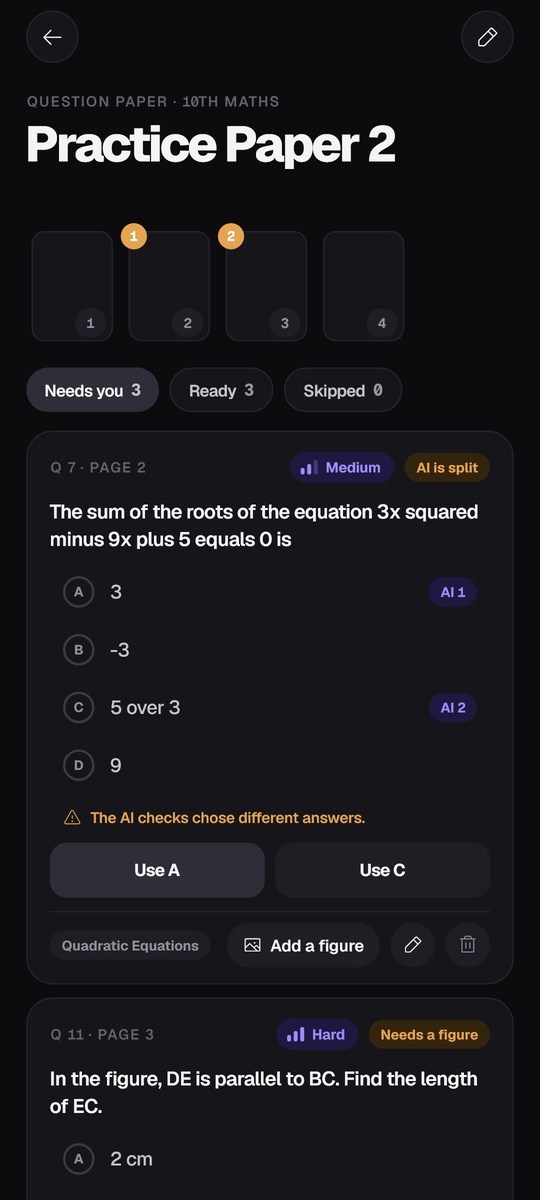 QUESTION PAPER · 10TH MATHS
Practice Paper 2
1
2
1
2
3
4
Needs you 3
Ready 3
Skipped 0
Q 7 · PAGE 2
Medium
AI is split
The sum of the roots of the equation 3x squared
minus 9x plus 5 equals 0 is
A 3
AI 1
B -3
C 5 over 3
AI 2
D 9
The AI checks chose different answers.
Use A
Use C
Quadratic Equations
Add a figure
Q 11 · PAGE 3
Hard
Needs a figure
In the figure, DE is parallel to BC. Find the length
of EC.
A 2 cm